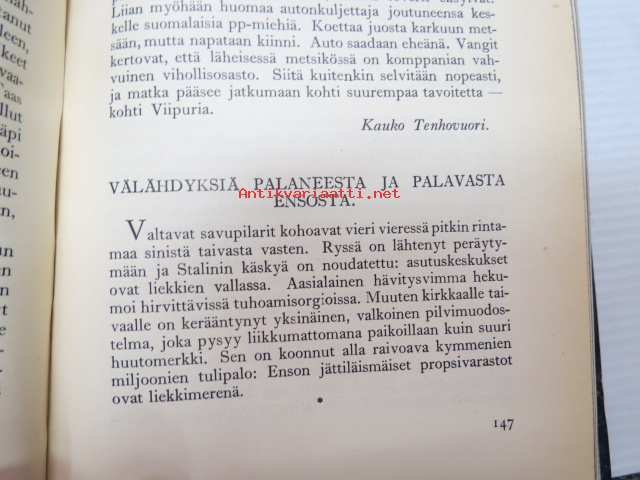 Liian myöhään huomaa autonkuljettaja joutuneensa kes-
kelle suomalaisia pp-miehiä. Koettaa juosta karkuun met-
sään, mutta napataan kiinni. Auto saadaan eheänä. Vangit
kertovat, että läheisessä metsikössä on komppanian vah-
vuinen vihollisosasto. Siitä kuitenkin selvitään nopeasti,
ja matka pääsee jatkumaan kohti suurempaa tavoitetta —
kohti Viipuria.
Kauko Tenhovuori.
VÄLÄHDYKSIÄ PALANEESTA JA PALAVASTA
ENSOSTA.
Antikvariaatti.net
Valtavat savupilarit kohoavat vieri vieressä pitkin rinta-
maa sinistä taivasta vasten. Ryssä on lähtenyt peräyty-
mään ja Stalinin käskyä on noudatettu: asutuskeskukset
ovat liekkien vallassa. Aasialainen hävitysvimma heku-
moi hirvittävissä tuhoamisorgioissa. Muuten kirkkaalle tai-
vaalle on kerääntynyt yksinäinen, valkoinen pilvimuodos-
telma, joka pysyy liikkumattomana paikoillaan kuin suuri
huutomerkki. Sen on koonnut alla raivoava kymmenien
miljoonien tulipalo: Enson jättiläismäiset propsivarastot
ovat liekkimerenä.
147